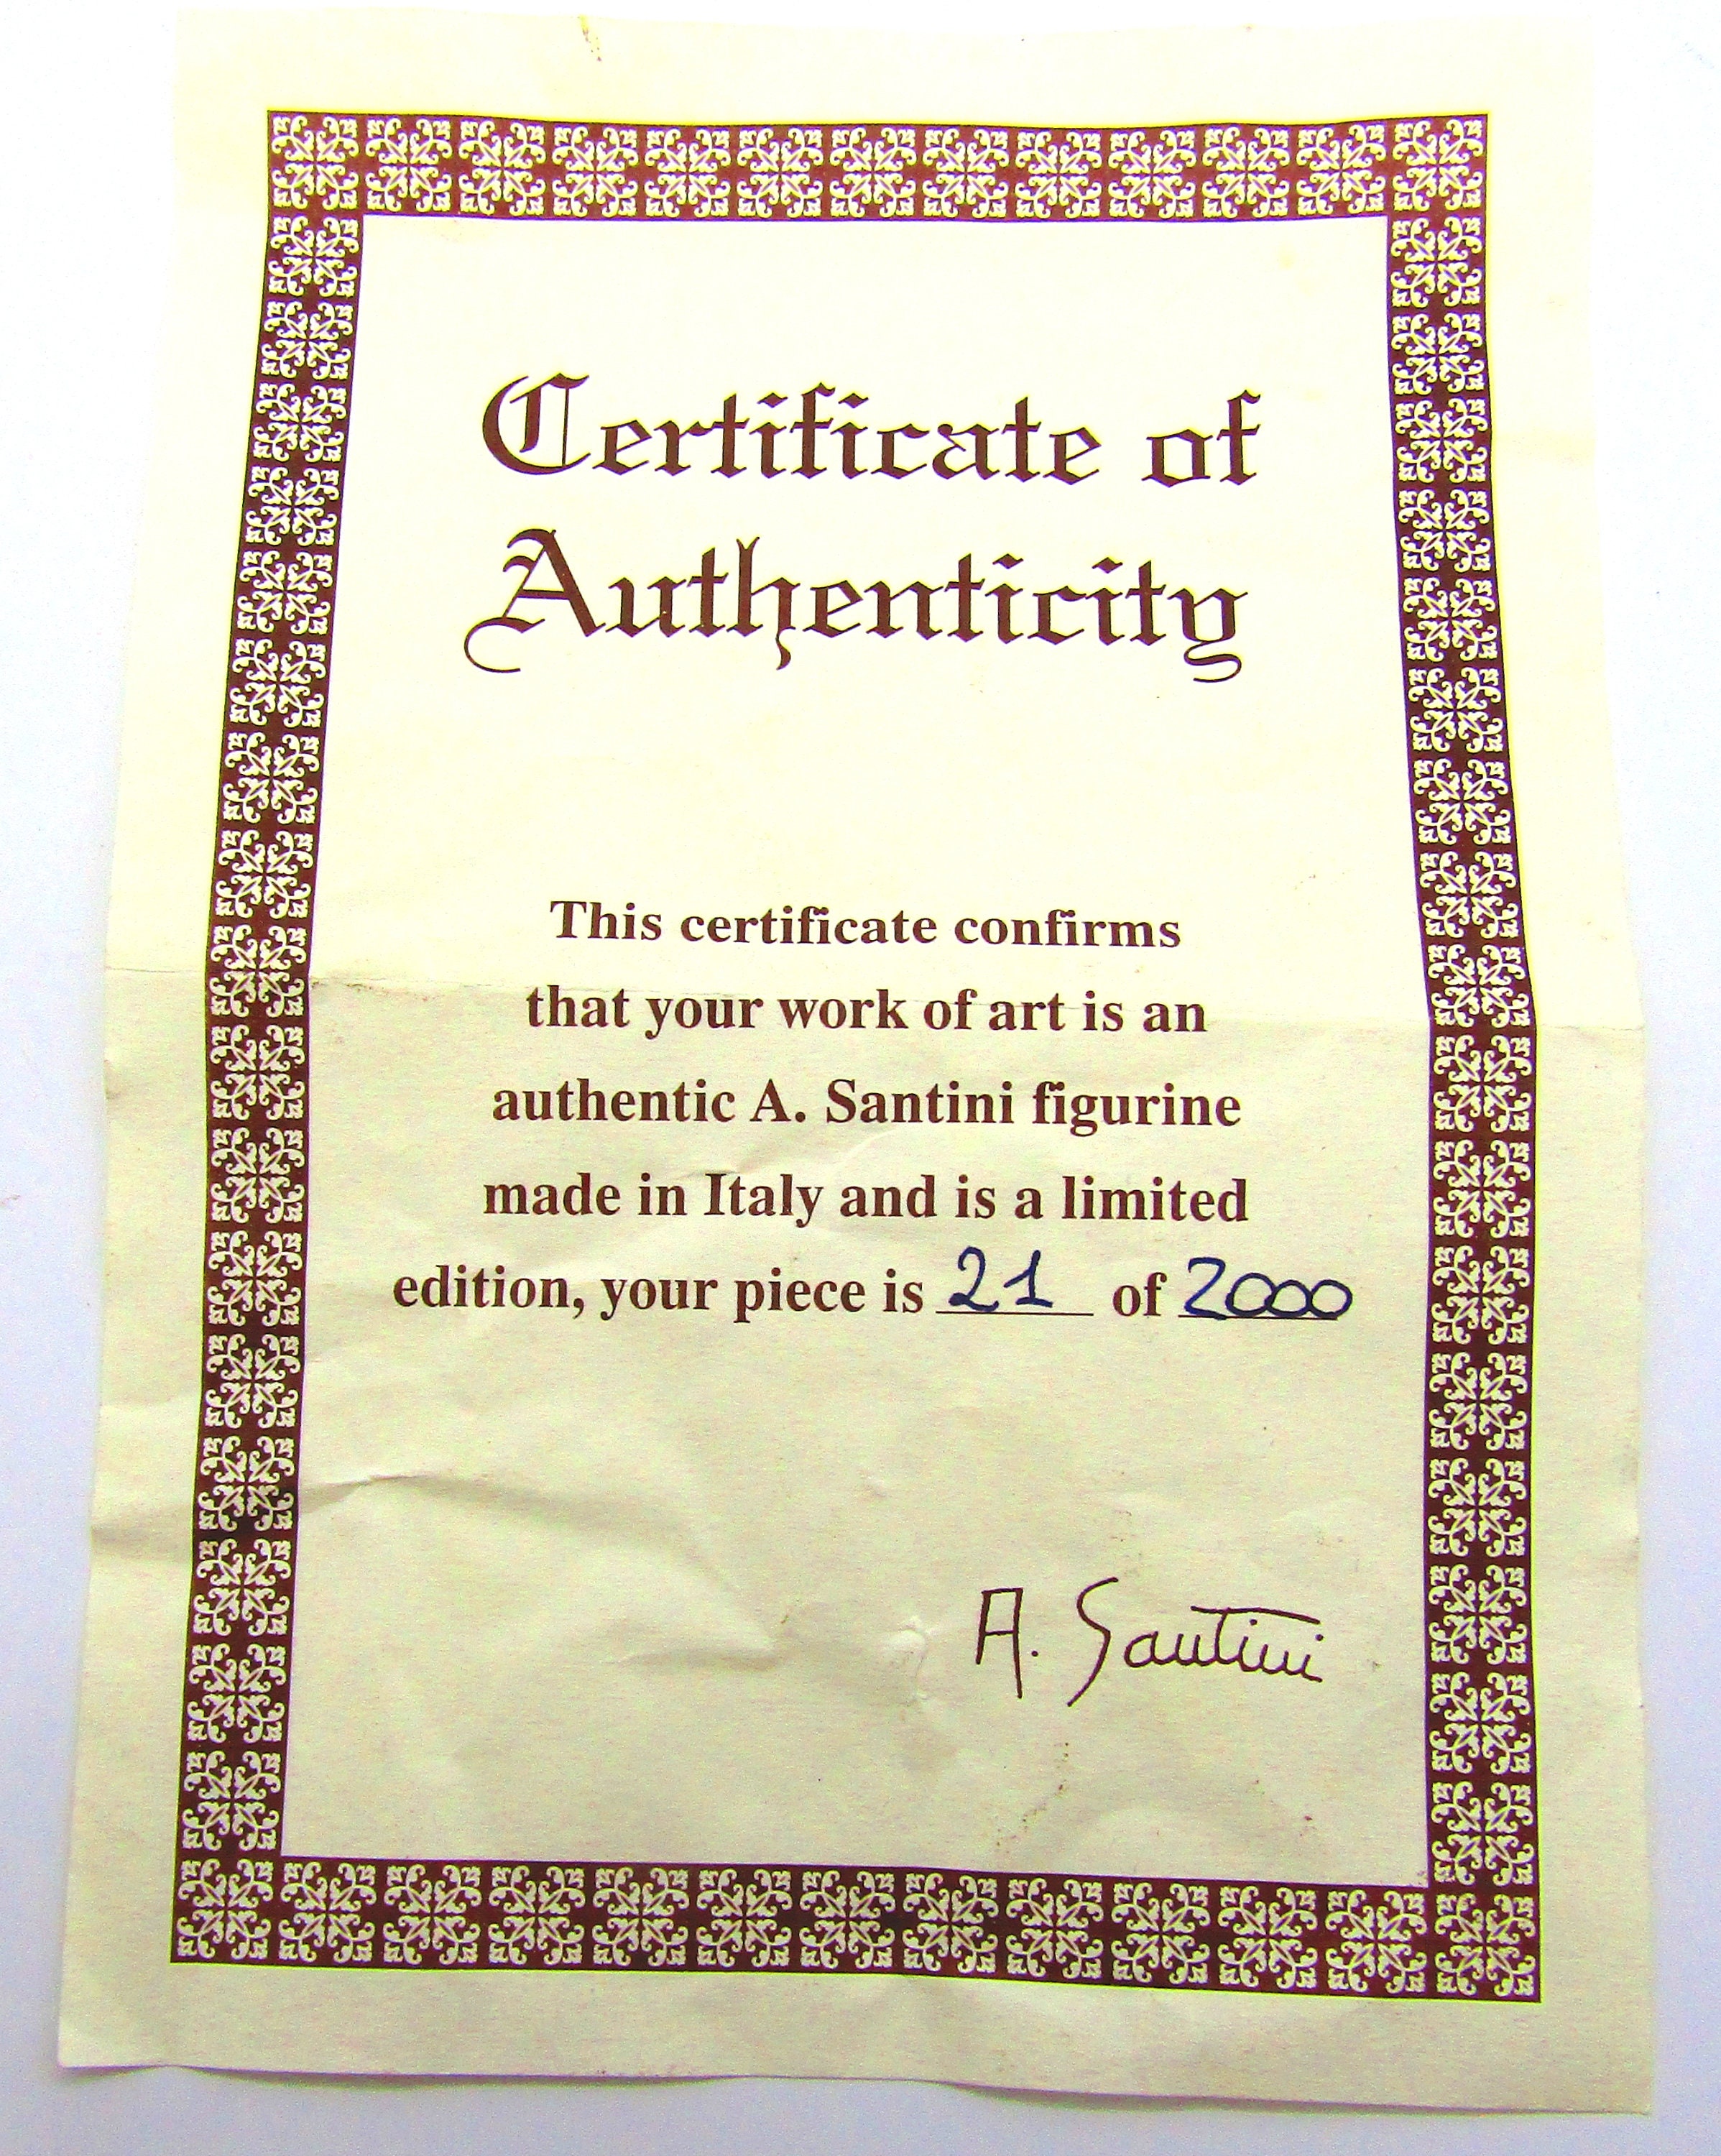 Certificate of
Authenticity
This certificate confirms
that your work of art is an
authentic A. Santini figurine
made in Italy and is a limited
edition, your piece is 21 of 2000
A. Santini